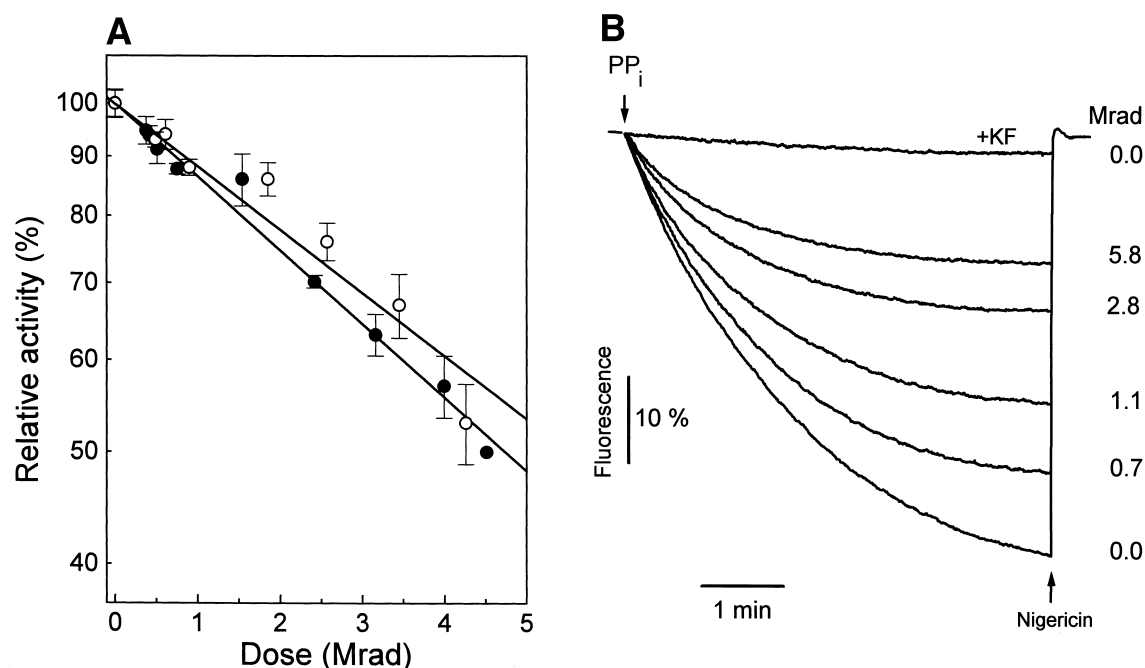 A
Relative activity (%)
100
90
80
70
60
50
40
0 1 2 3 4 5
Dose (Mrad)
B
PPi
+KF
Mrad
0.0
5.8
2.8
1.1
0.7
0.0
Fluorescence
10 %
1 min
Nigericin